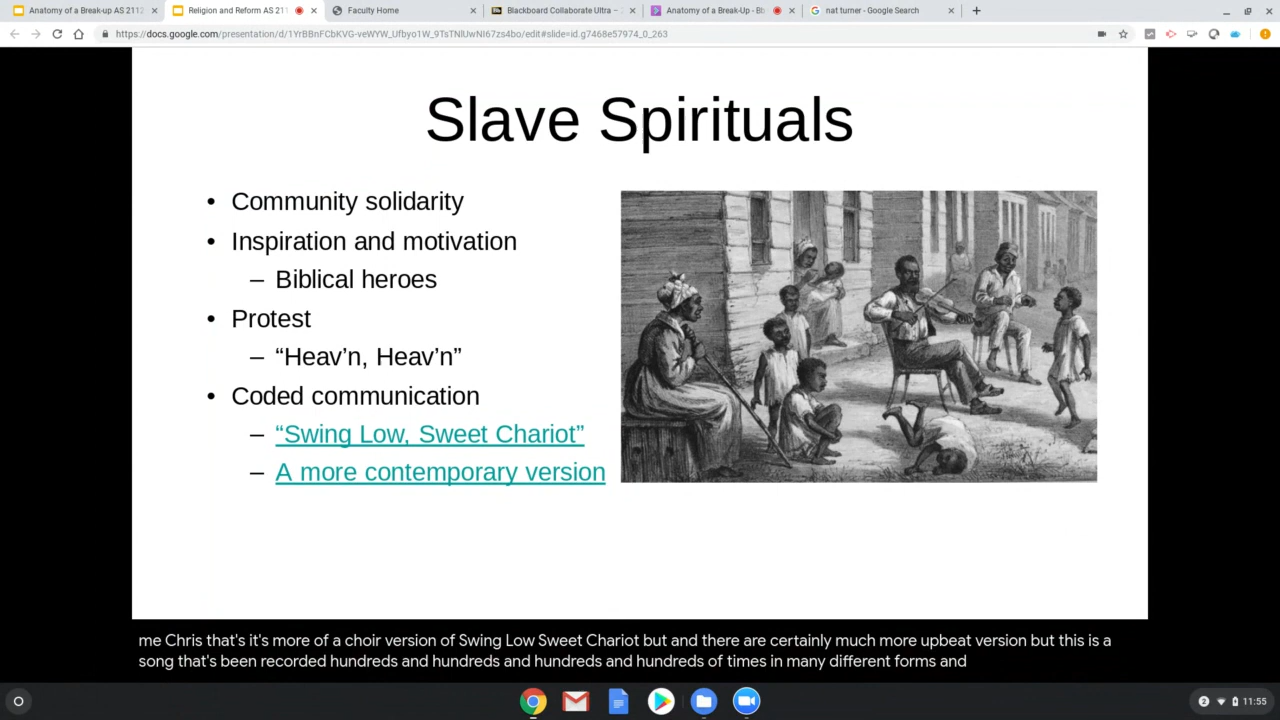 Anatomy of a Break-up AS 2112
Religion and Reform AS 211
Faculty Home
Blackboard Collaborate Ultra –
Anatomy of a Break-Up - Bb
nat turner - Google Search
https://docs.google.com/presentation/d/1YrBBnFCbKVG-veWYW_Ufbyo1W_9TsTNlUwNI67zs4bo/edit#slide=id.g7468e57974_0_263
Slave Spirituals
• Community solidarity
• Inspiration and motivation
– Biblical heroes
• Protest
– “Heav’n, Heav’n”
• Coded communication
– “Swing Low, Sweet Chariot”
– A more contemporary version
me Chris that's it's more of a choir version of Swing Low Sweet Chariot but and there are certainly much more upbeat version but this is a
song that's been recorded hundreds and hundreds and hundreds and hundreds of times in many different forms and
2
11:55